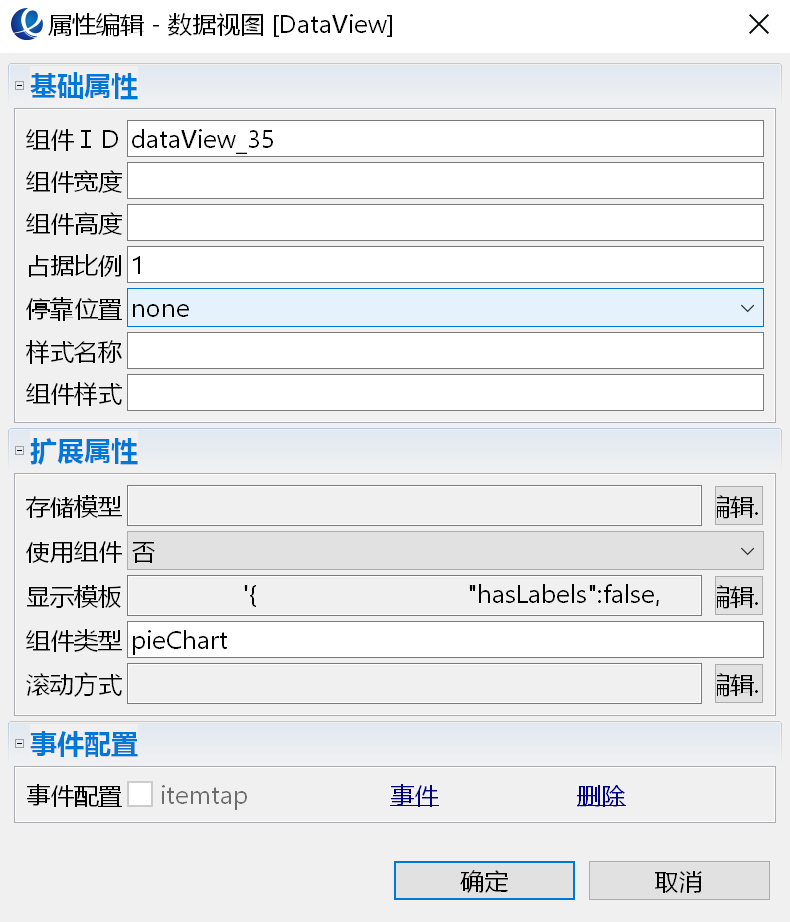 属性编辑 - 数据视图 [DataView]
基础属性
组件ＩＤ dataView_35
组件宽度
组件高度
占据比例 1
停靠位置 none
样式名称
组件样式
扩展属性
存储模型 编辑.
使用组件 否
显示模板 '{ "hasLabels":false, 编辑.
组件类型 pieChart
滚动方式 编辑.
事件配置
事件配置 itemtap 事件 删除
确定 取消